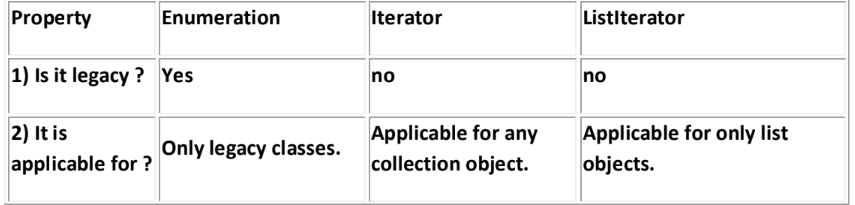 Property Enumeration Iterator ListIterator
1) Is it legacy ? Yes no no
2) It is
applicable for ?
Only legacy classes.
Applicable for any
collection object.
Applicable for only list
objects.